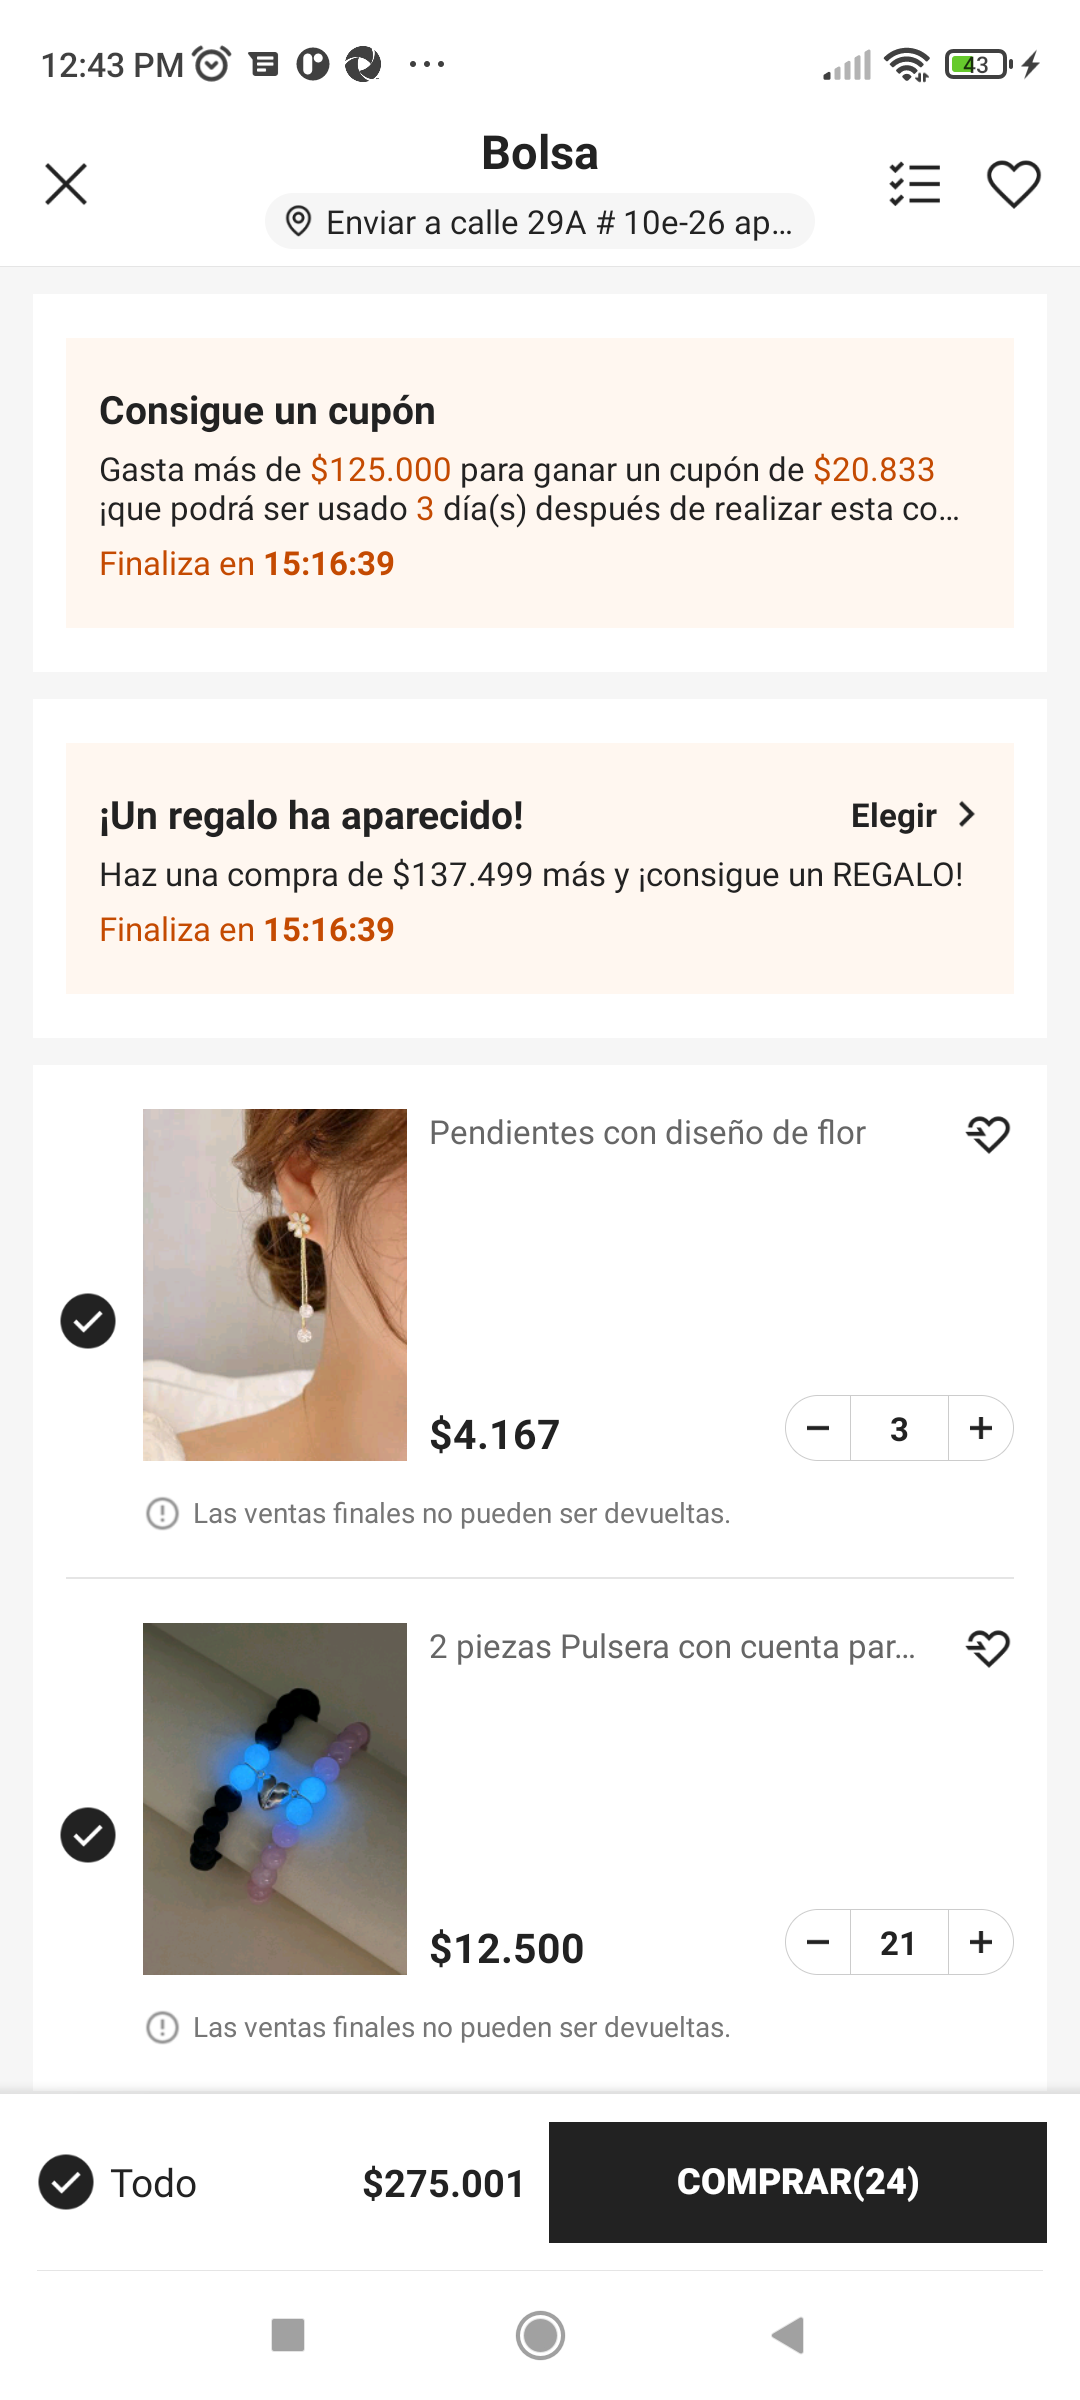 12:43 PM
43
Bolsa
Enviar a calle 29A # 10e-26 ap...
Consigue un cupón
Gasta más de $125.000 para ganar un cupón de $20.833
¡que podrá ser usado 3 día(s) después de realizar esta co...
Finaliza en 15:16:39
¡Un regalo ha aparecido!
Elegir
Haz una compra de $137.499 más y ¡consigue un REGALO!
Finaliza en 15:16:39
Pendientes con diseño de flor
$4.167
3
Las ventas finales no pueden ser devueltas.
2 piezas Pulsera con cuenta par...
$12.500
21
Las ventas finales no pueden ser devueltas.
Todo
$275.001
COMPRAR(24)